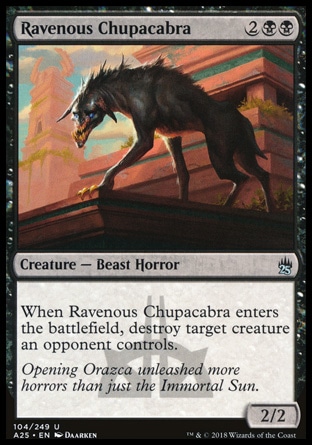 Ravenous Chupacabra 2
Creature — Beast Horror
25
When Ravenous Chupacabra enters
the battlefield, destroy target creature
an opponent controls.
Opening Orazca unleashed more
horrors than just the Immortal Sun.
2/2
104/249 U
A25 • EN Daarken
™ & © 2018 Wizards of the Coast